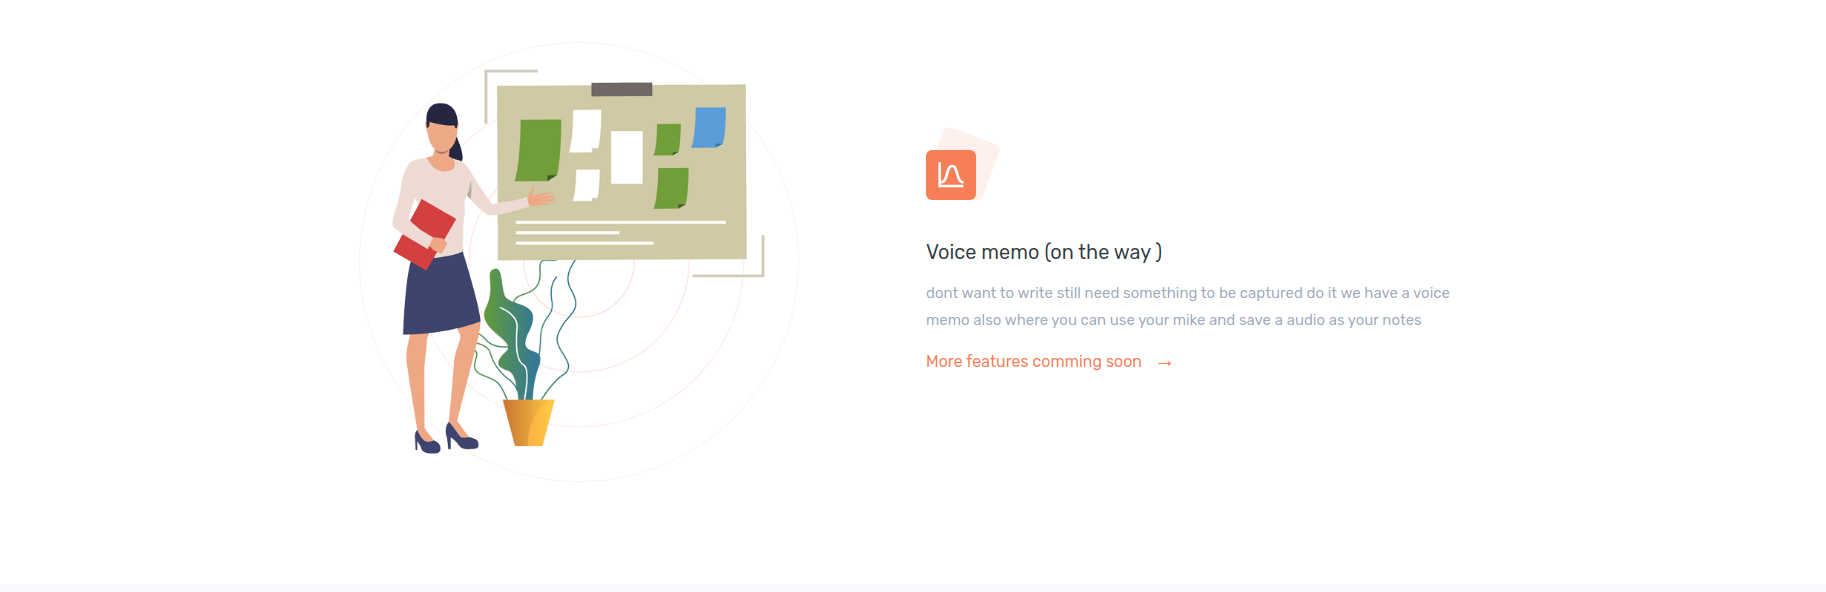 Voice memo (on the way )
dont want to write still need something to be captured do it we have a voice
memo also where you can use your mike and save a audio as your notes
More features comming soon →